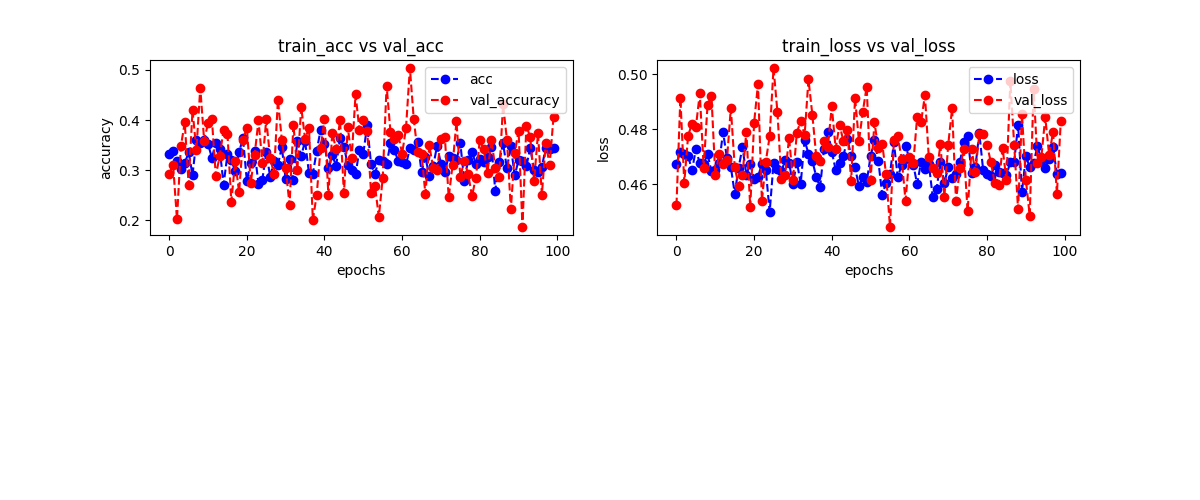 train_acc vs val_acc
0.5
0.4
0.3
0.2
accuracy
acc
val_accuracy
0 20 40 60 80 100
epochs
train_loss vs val_loss
0.50
0.48
0.46
loss
loss
val_loss
0 20 40 60 80 100
epochs